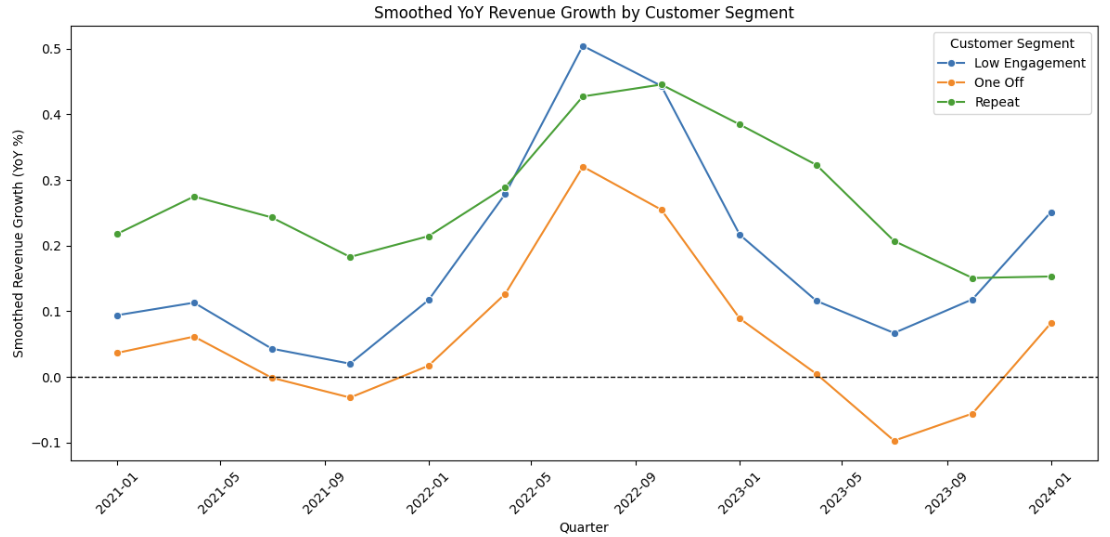 Smoothed YoY Revenue Growth by Customer Segment
Customer Segment
Low Engagement
One Off
Repeat
Smoothed Revenue Growth (YoY %)
0.5
0.4
0.3
0.2
0.1
0.0
−0.1
2021-01
2021-05
2021-09
2022-01
2022-05
2022-09
2023-01
2023-05
2023-09
2024-01
Quarter